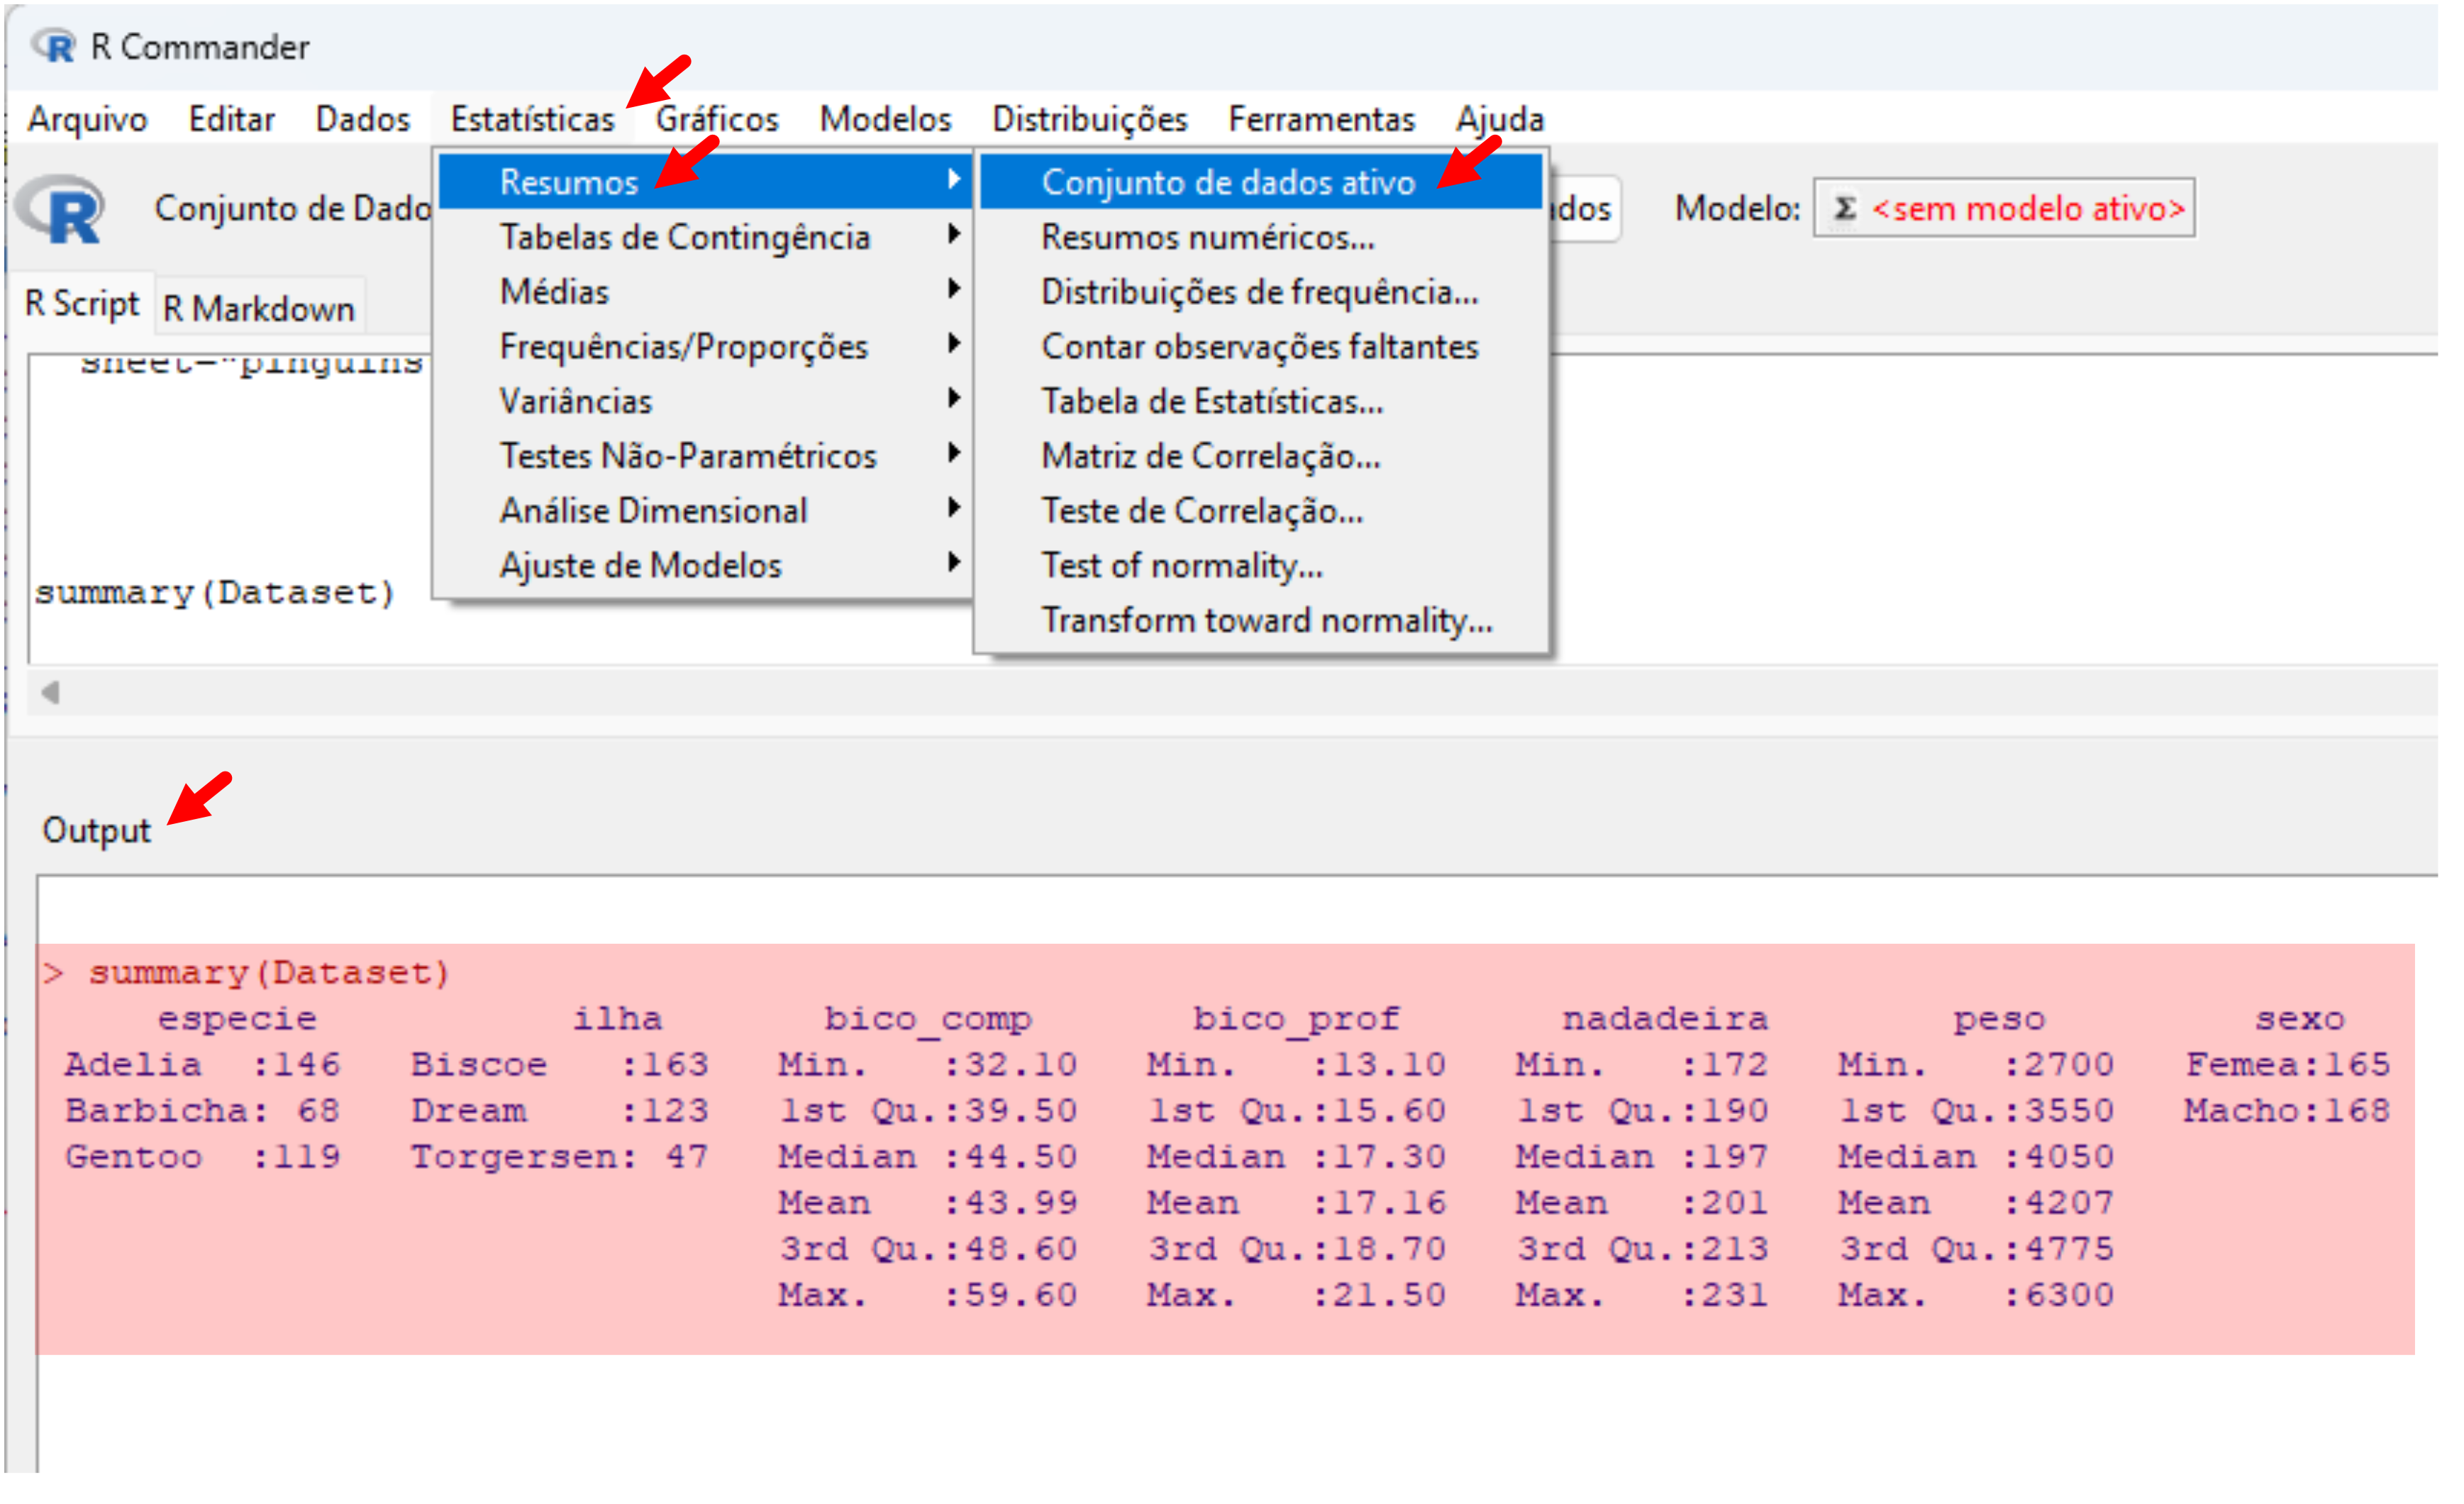 R Commander
Arquivo Editar Dados Estatísticas Gráficos Modelos Distribuições Ferramentas Ajuda
Conjunto de Dado
dos Modelo: Σ <sem modelo ativo>
Resumos
Tabelas de Contingência
Médias
Frequências/Proporções
Variâncias
Testes Não-Paramétricos
Análise Dimensional
Ajuste de Modelos
Conjunto de dados ativo
Resumos numéricos...
Distribuições de frequência...
Contar observações faltantes
Tabela de Estatísticas...
Matriz de Correlação...
Teste de Correlação...
Test of normality...
Transform toward normality...
R Script R Markdown
sheet="pinguins
summary(Dataset)
Output
> summary(Dataset)
especie ilha bico_comp bico_prof nadadeira peso sexo
Adelia :146 Biscoe :163 Min. :32.10 Min. :13.10 Min. :172 Min. :2700 Femea:165
Barbicha: 68 Dream :123 1st Qu.:39.50 1st Qu.:15.60 1st Qu.:190 1st Qu.:3550 Macho:168
Gentoo :119 Torgersen: 47 Median :44.50 Median :17.30 Median :197 Median :4050
Mean :43.99 Mean :17.16 Mean :201 Mean :4207
3rd Qu.:48.60 3rd Qu.:18.70 3rd Qu.:213 3rd Qu.:4775
Max. :59.60 Max. :21.50 Max. :231 Max. :6300